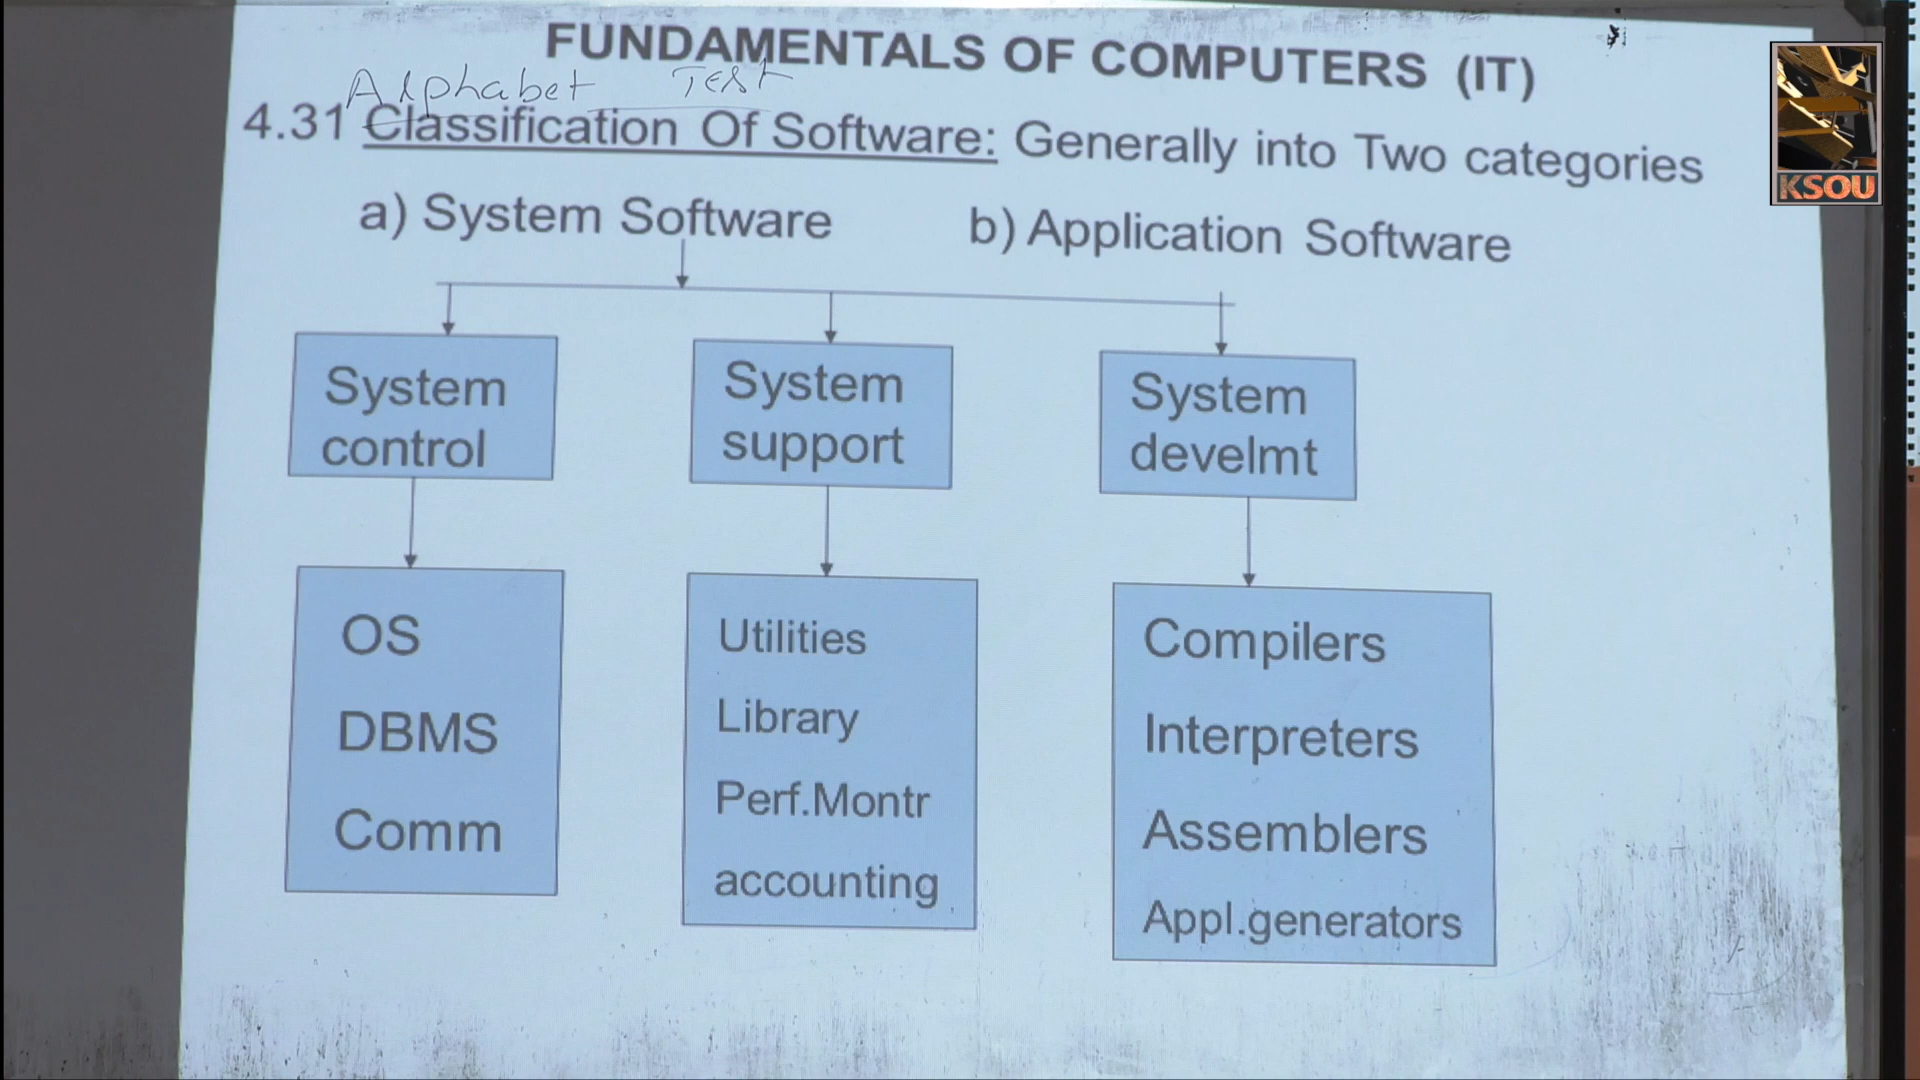 FUNDAMENTALS OF COMPUTERS (IT)
Alphabet Test
4.31 Classification Of Software: Generally into Two categories
KSOU
a) System Software b) Application Software
System
control
System
support
System
develmt
OS
DBMS
Comm
Utilities
Library
Perf.Montr
accounting
Compilers
Interpreters
Assemblers
Appl.generators